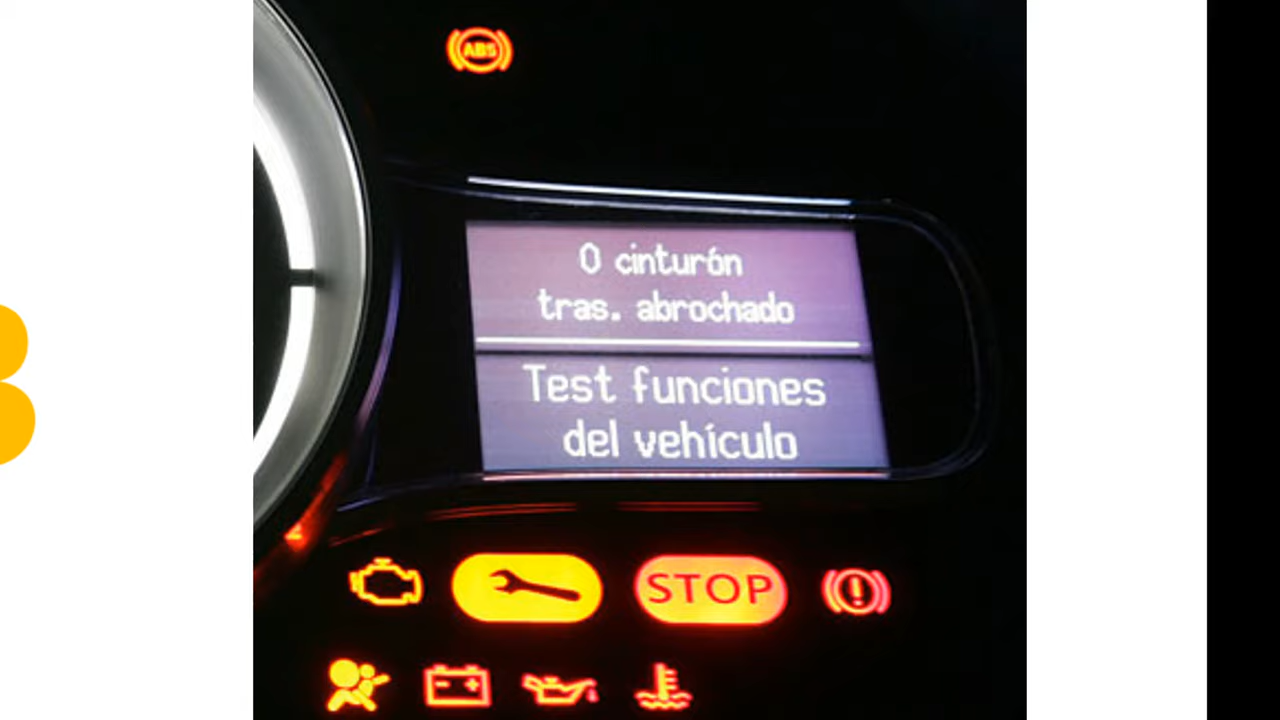 ABS
0 cinturón
tras. abrochado
Test funciones
del vehículo
STOP